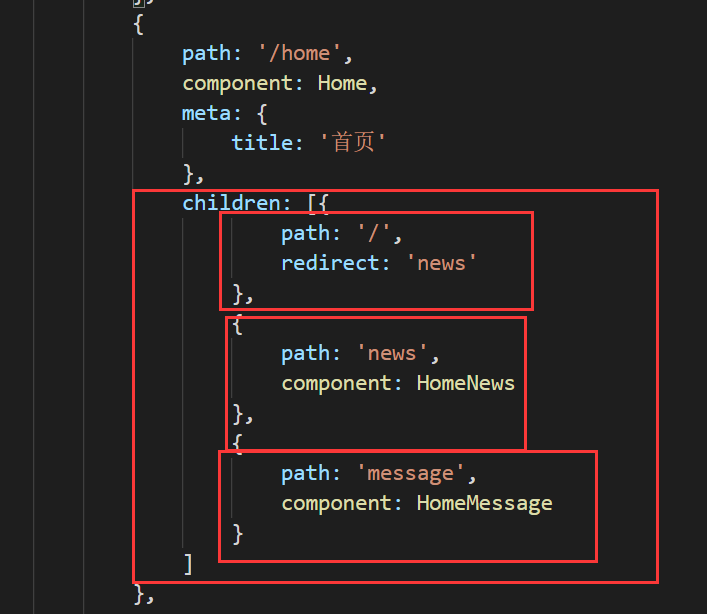 },
{
path: '/home',
component: Home,
meta: {
title: '首页'
},
children: [{
path: '/',
redirect: 'news'
},
{
path: 'news',
component: HomeNews
},
{
path: 'message',
component: HomeMessage
}
]
},